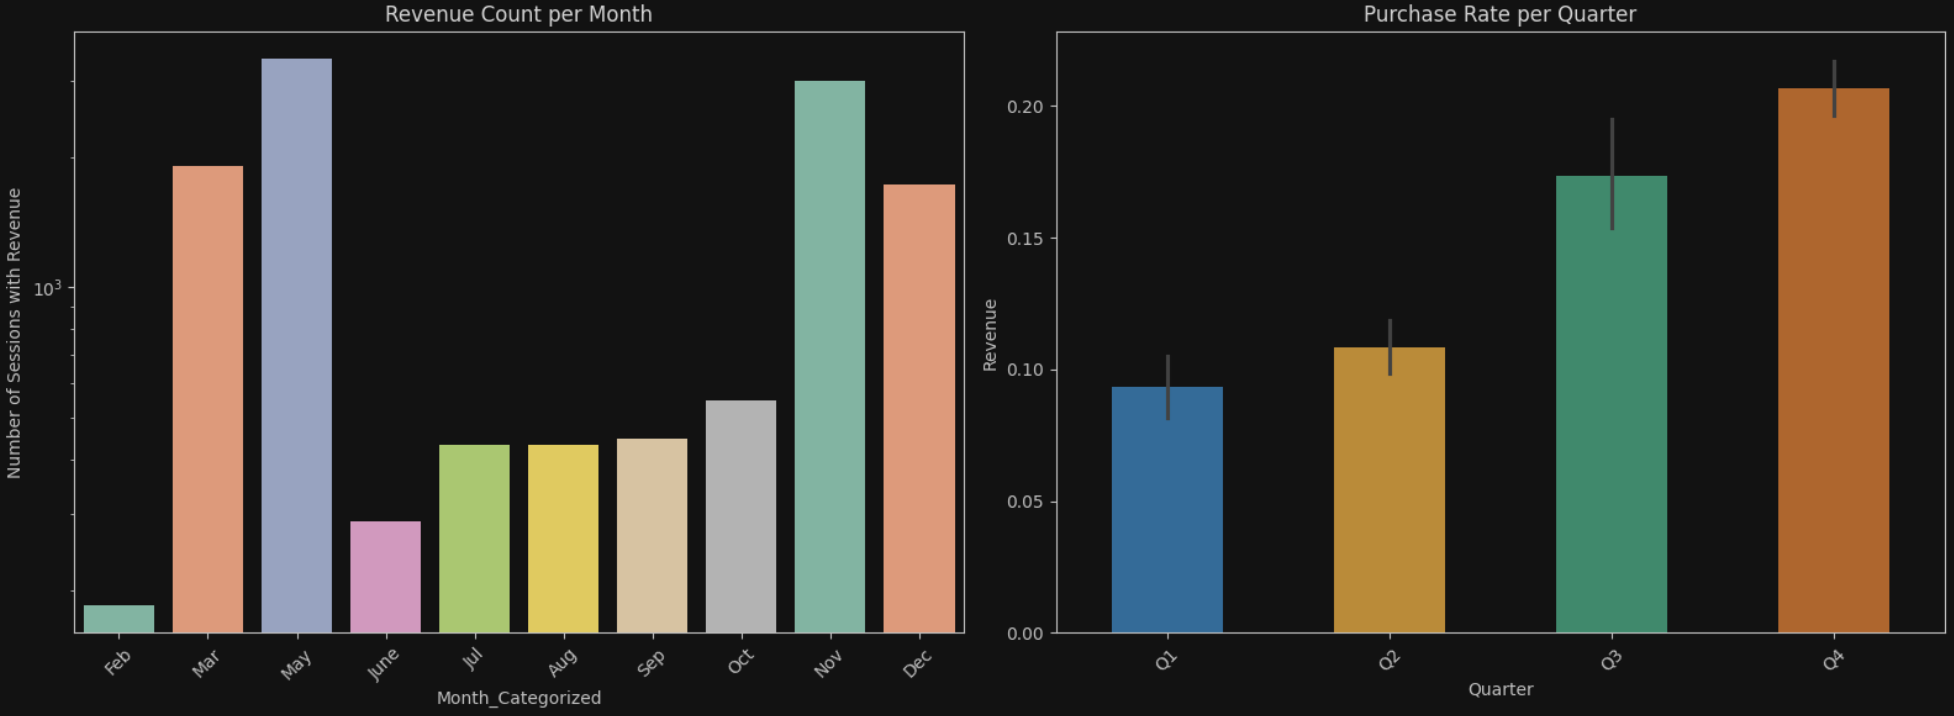 Revenue Count per Month
Number of Sessions with Revenue
10³
Feb
Mar
May
June
Jul
Aug
Sep
Oct
Nov
Dec
Month_Categorized
Purchase Rate per Quarter
Revenue
0.20
0.15
0.10
0.05
0.00
Q1
Q2
Q3
Q4
Quarter